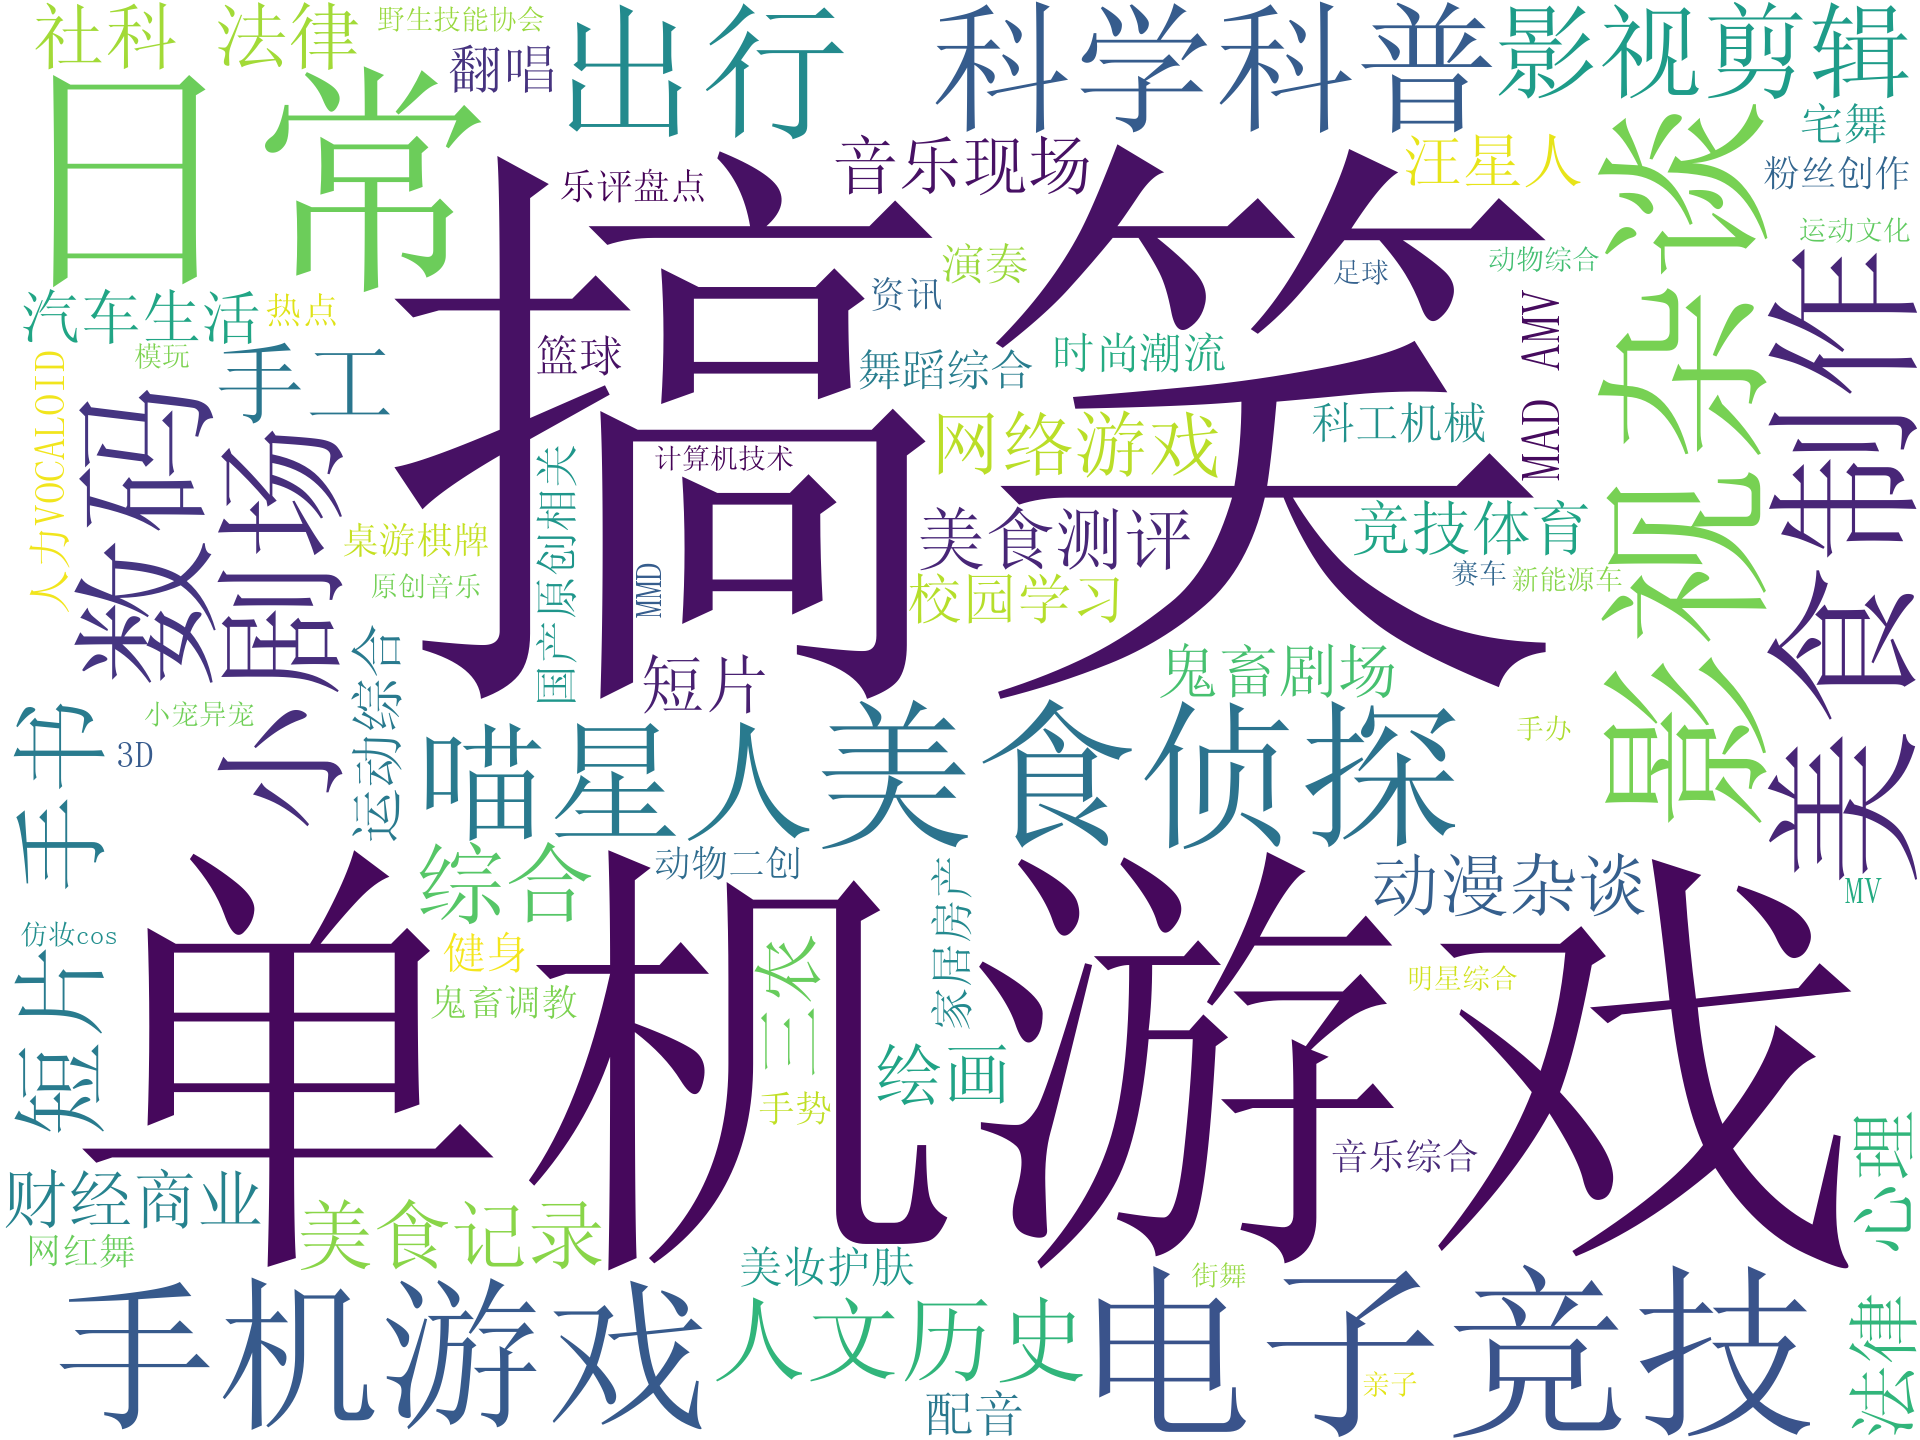 社科 法律
野生技能协会
翻唱
出行
科学科普
影视剪辑
日常
搞笑
乐评盘点
音乐现场
汪星人
宅舞
粉丝创作
运动文化
影视杂谈
美食制作
汽车生活
热点
模玩
手工
数码
小剧场
人力VOCALOID
篮球
资讯
演奏
足球
动物综合
MAD AMV
舞蹈综合
时尚潮流
科工机械
网络游戏
计算机技术
国产原创相关
桌游棋牌
原创音乐
MMD
美食测评
竞技体育
校园学习
赛车
新能源车
运动综合
短片
鬼畜剧场
小宠异宠
手书
3D
喵星人
美食侦探
手办
综合
动物二创
单机游戏
动漫杂谈
MV
仿妆cos
健身
鬼畜调教
三农
家居房产
明星综合
短片
绘画
手势
音乐综合
法律 心理
财经商业
美食记录
网红舞
美妆护肤
街舞
手机游戏
人文历史
电子竞技
配音
亲子